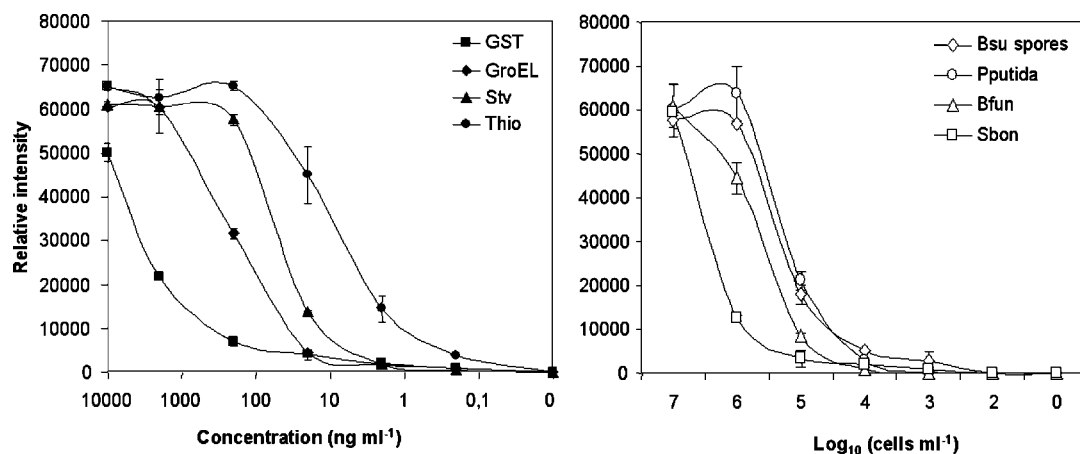 80000
70000
60000
50000
40000
30000
20000
10000
0
Relative intensity
GST
GroEL
Stv
Thio
10000 1000 100 10 1 0,1 0
Concentration (ng ml-1)
80000
70000
60000
50000
40000
30000
20000
10000
0
Bsu spores
Pputida
Bfun
Sbon
7 6 5 4 3 2 0
Log10 (cells ml-1)